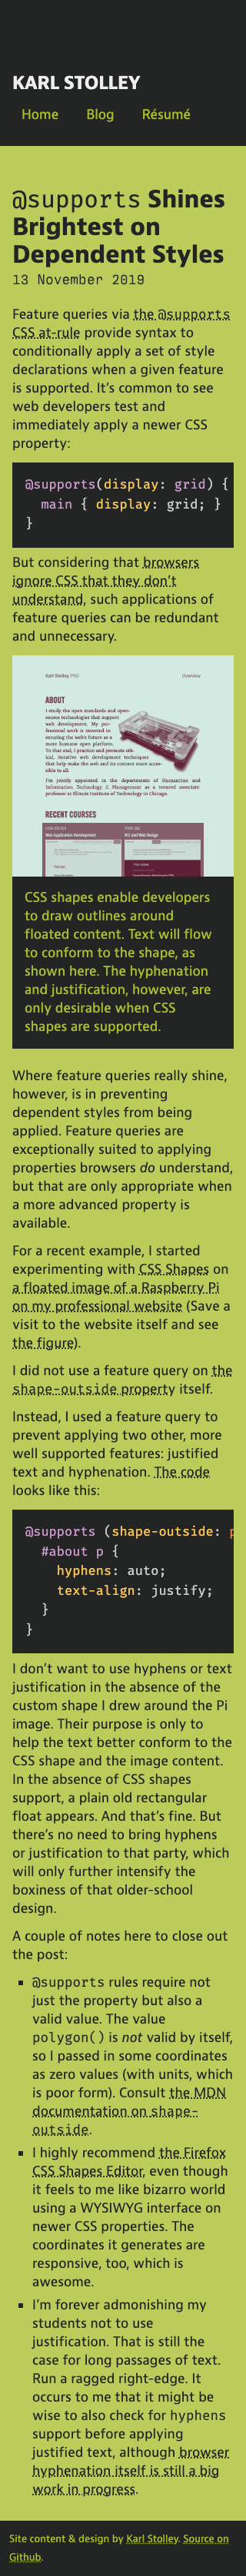 KARL STOLLEY
Home Blog Résumé
@supports Shines
Brightest on
Dependent Styles
13 November 2019
Feature queries via the @supports
CSS at-rule provide syntax to
conditionally apply a set of style
declarations when a given feature
is supported. It’s common to see
web developers test and
immediately apply a newer CSS
property:
@supports(display: grid) {
main { display: grid; }
}
But considering that browsers
ignore CSS that they don’t
understand, such applications of
feature queries can be redundant
and unnecessary.
Karl Stolley, PhD Overview
ABOUT
I study the open standards and open-
source technologies that support
web development. My pro-
fessional work is invested in
securing the web’s future as a
more humane open platform.
To that end, I practice and promote eth-
ical, iterative web development techniques
that help make the web and its content more acces-
sible to all.
I’m jointly appointed in the departments of Humanities and
Information Technology & Management as a tenured associate
professor at Illinois Institute of Technology in Chicago.
RECENT COURSES
Web Application Development
HCI and Web Design
CSS shapes enable developers
to draw outlines around
floated content. Text will flow
to conform to the shape, as
shown here. The hyphenation
and justification, however, are
only desirable when CSS
shapes are supported.
Where feature queries really shine,
however, is in preventing
dependent styles from being
applied. Feature queries are
exceptionally suited to applying
properties browsers do understand,
but that are only appropriate when
a more advanced property is
available.
For a recent example, I started
experimenting with CSS Shapes on
a floated image of a Raspberry Pi
on my professional website (Save a
visit to the website itself and see
the figure).
I did not use a feature query on the
shape-outside property itself.
Instead, I used a feature query to
prevent applying two other, more
well supported features: justified
text and hyphenation. The code
looks like this:
@supports (shape-outside: p
#about p {
hyphens: auto;
text-align: justify;
}
}
I don’t want to use hyphens or text
justification in the absence of the
custom shape I drew around the Pi
image. Their purpose is only to
help the text better conform to the
CSS shape and the image content.
In the absence of CSS shapes
support, a plain old rectangular
float appears. And that’s fine. But
there’s no need to bring hyphens
or justification to that party, which
will only further intensify the
boxiness of that older-school
design.
A couple of notes here to close out
the post:
@supports rules require not
just the property but also a
valid value. The value
polygon() is not valid by itself,
so I passed in some coordinates
as zero values (with units, which
is poor form). Consult the MDN
documentation on shape-
outside.
I highly recommend the Firefox
CSS Shapes Editor, even though
it feels to me like bizarro world
using a WYSIWYG interface on
newer CSS properties. The
coordinates it generates are
responsive, too, which is
awesome.
I’m forever admonishing my
students not to use
justification. That is still the
case for long passages of text.
Run a ragged right-edge. It
occurs to me that it might be
wise to also check for hyphens
support before applying
justified text, although browser
hyphenation itself is still a big
work in progress.
Site content & design by Karl Stolley. Source on
Github.